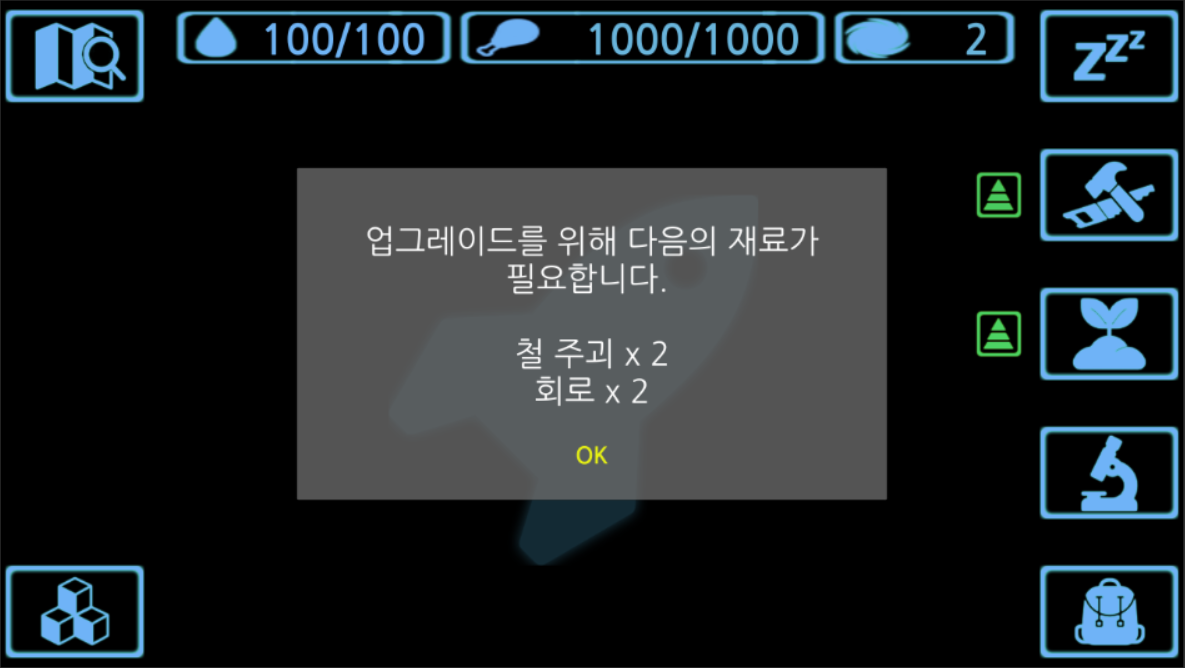 100/100
1000/1000
2
zzz
업그레이드를 위해 다음의 재료가
필요합니다.
철 주괴 x 2
회로 x 2
OK